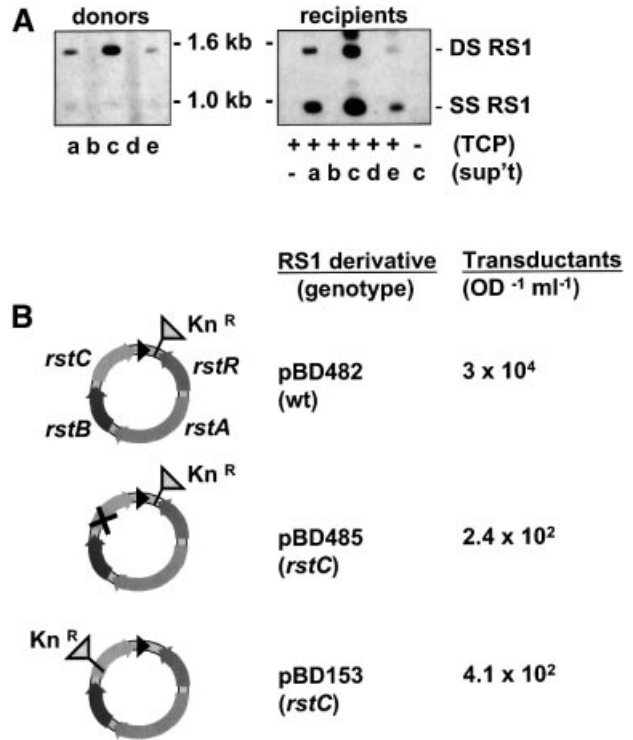 A
donors
recipients
- 1.6 kb -
- DS RS1
- 1.0 kb -
- SS RS1
a b c d e
+ + + + + + - (TCP)
- a b c d e c (sup't)
RS1 derivative
(genotype)
Transductants
(OD -1 ml-1)
B
Kn R
rstC
rstR
rstB
rstA
pBD482
(wt)
3 x 10⁴
Kn R
pBD485
(rstC)
2.4 x 10²
Kn R
pBD153
(rstC)
4.1 x 10²